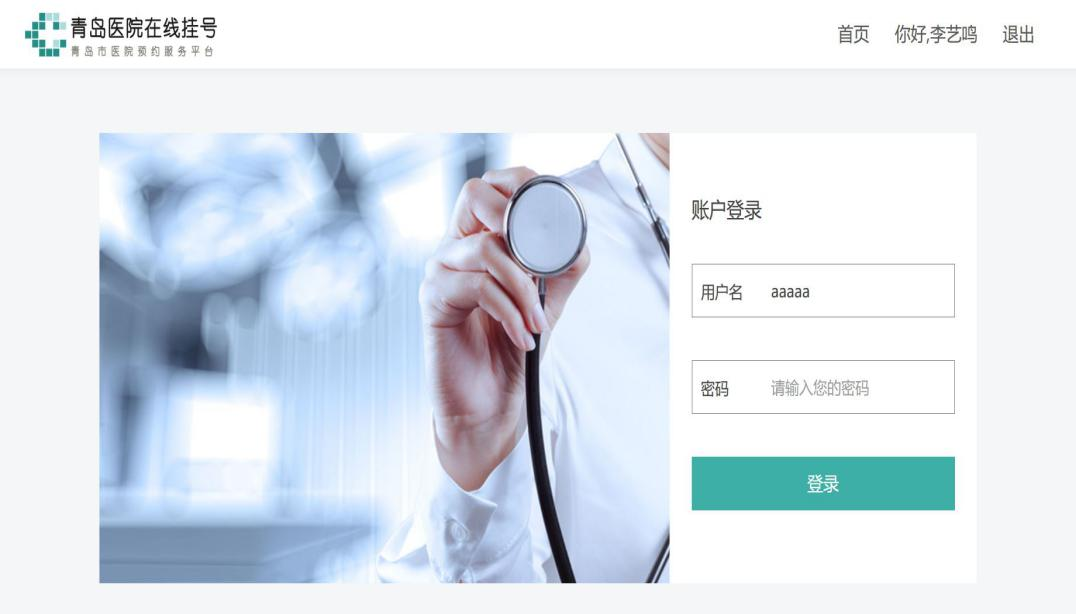 青岛医院在线挂号
青岛市医院预约服务平台
首页 你好,李艺鸣 退出
账户登录
用户名 aaaaa
密码 请输入您的密码
登录